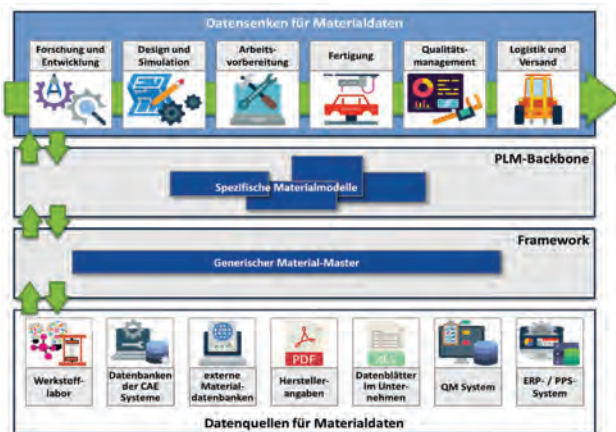 Datensenken für Materialdaten
Forschung und
Entwicklung
Design und
Simulation
Arbeits-
vorbereitung
Fertigung
Qualitäts-
management
Logistik und
Versand
PLM-Backbone
Spezifische Materialmodelle
Framework
Generischer Material-Master
PDF
.xls
Werkstoff-
labor
Datenbanken
der CAE
Systeme
externe
Material-
datenbanken
Hersteller-
angaben
Datenblätter
im Unter-
nehmen
QM System
ERP- / PPS-
System
Datenquellen für Materialdaten